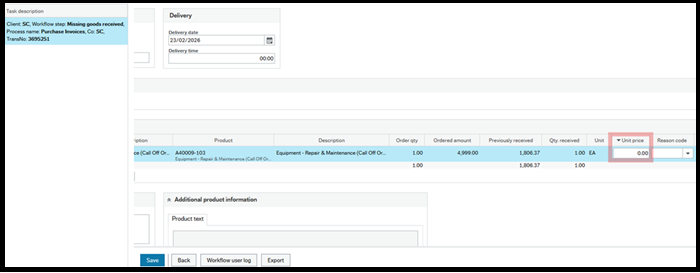 Task description
Client: SC, Workflow step: Missing goods received,
Process name: Purchase Invoices, Co: SC,
TransNo: 3695251
Delivery
Delivery date
23/02/2026
Delivery time
00:00
ription Product Description Order qty Ordered amount Previously received Qty. received Unit Unit price Reason code
ce (Call Off Or... A40009-103 Equipment - Repair & Maintenance (Call Off Or... 1.00 4,999.00 1,806.37 1.00 EA 0.00
Equipment - Repair & Maintenance (Call Off Or...
1.00 1,806.37 1.00
Additional product information
Product text
Save Back Workflow user log Export